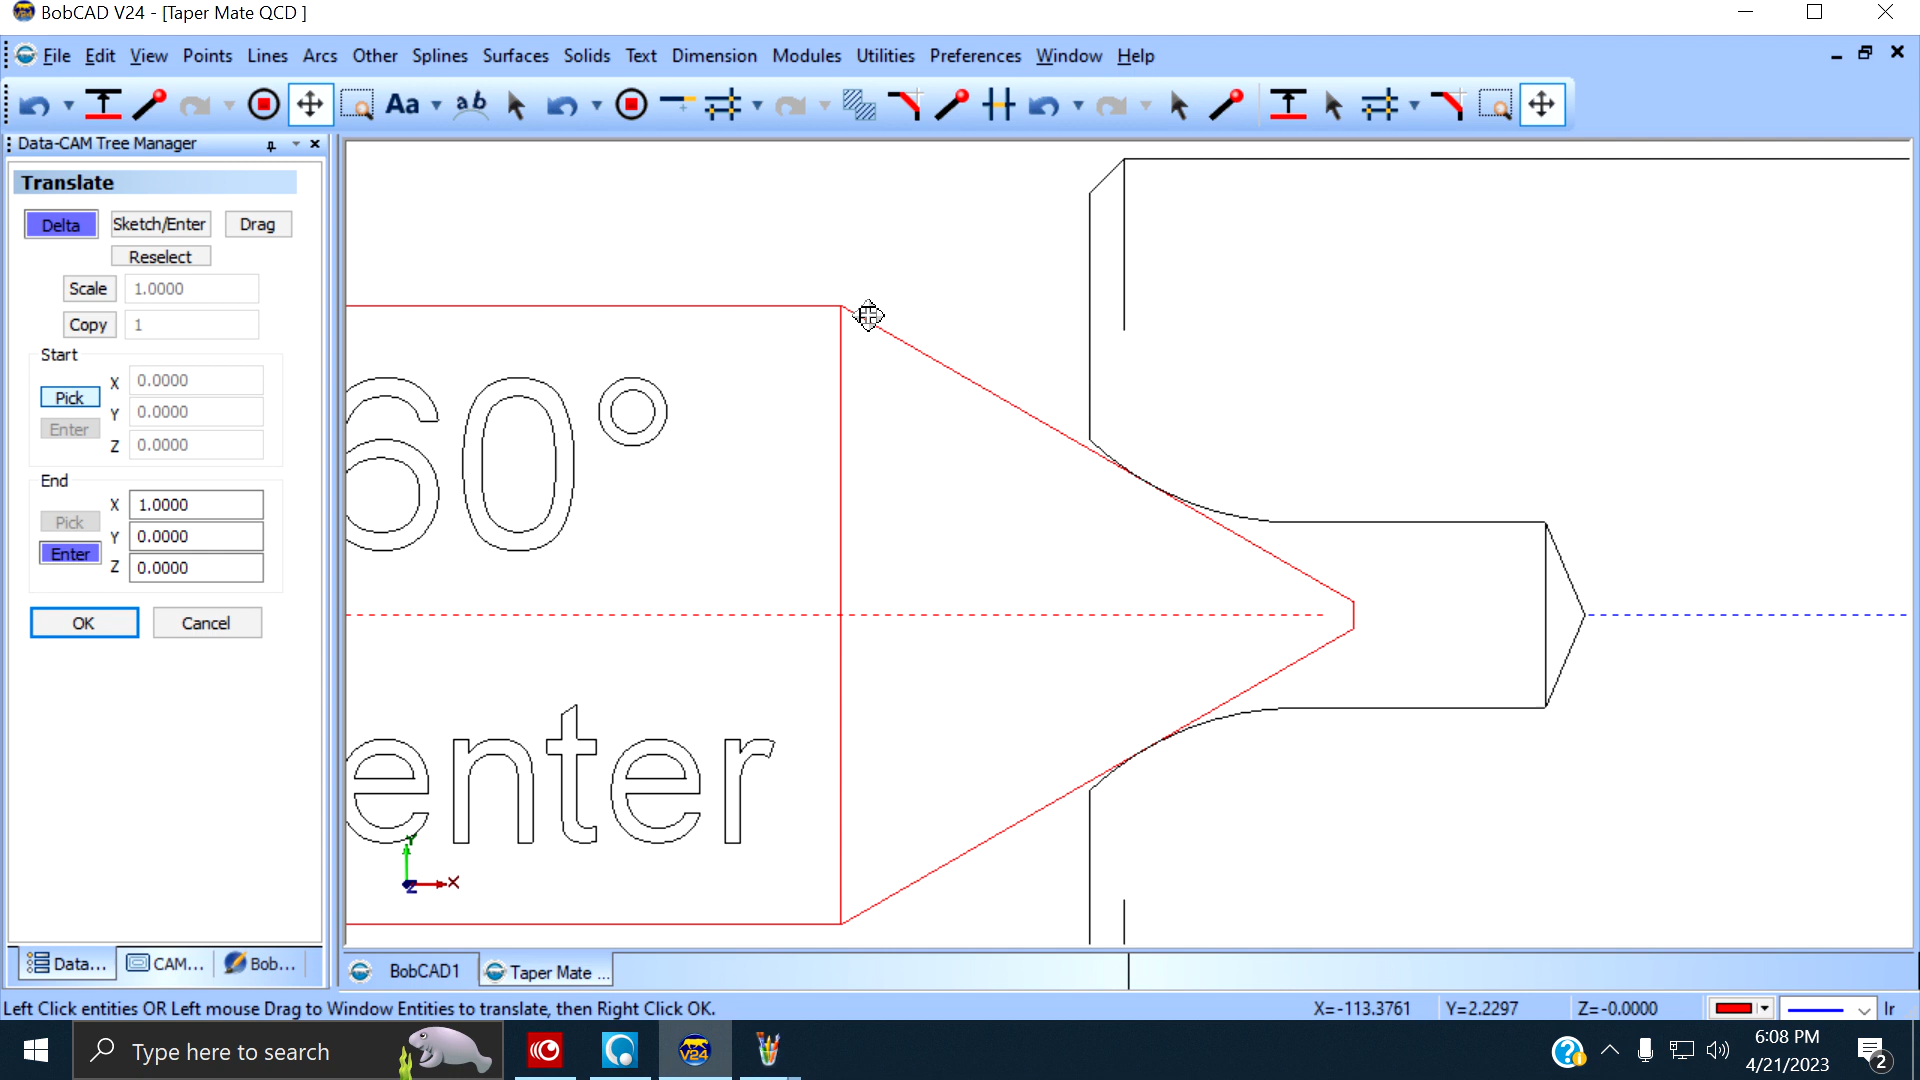 BobCAD V24 - [Taper Mate QCD ]
File Edit View Points Lines Arcs Other Splines Surfaces Solids Text Dimension Modules Utilities Preferences Window Help
Aa ab
Data-CAM Tree Manager
Translate
Delta Sketch/Enter Drag
Reselect
Scale 1.0000
Copy 1
Start
Pick X 0.0000
Y 0.0000
Enter
Z 0.0000
End
X 1.0000
Pick
Y 0.0000
Enter
Z 0.0000
OK Cancel
60°
enter
Y
X
Z
Data... CAM... Bob...
BobCAD1 Taper Mate ...
Left Click entities OR Left mouse Drag to Window Entities to translate, then Right Click OK.
X=-113.3761 Y=2.2297 Z=-0.0000 Ir
Type here to search
V24
6:08 PM
4/21/2023
2